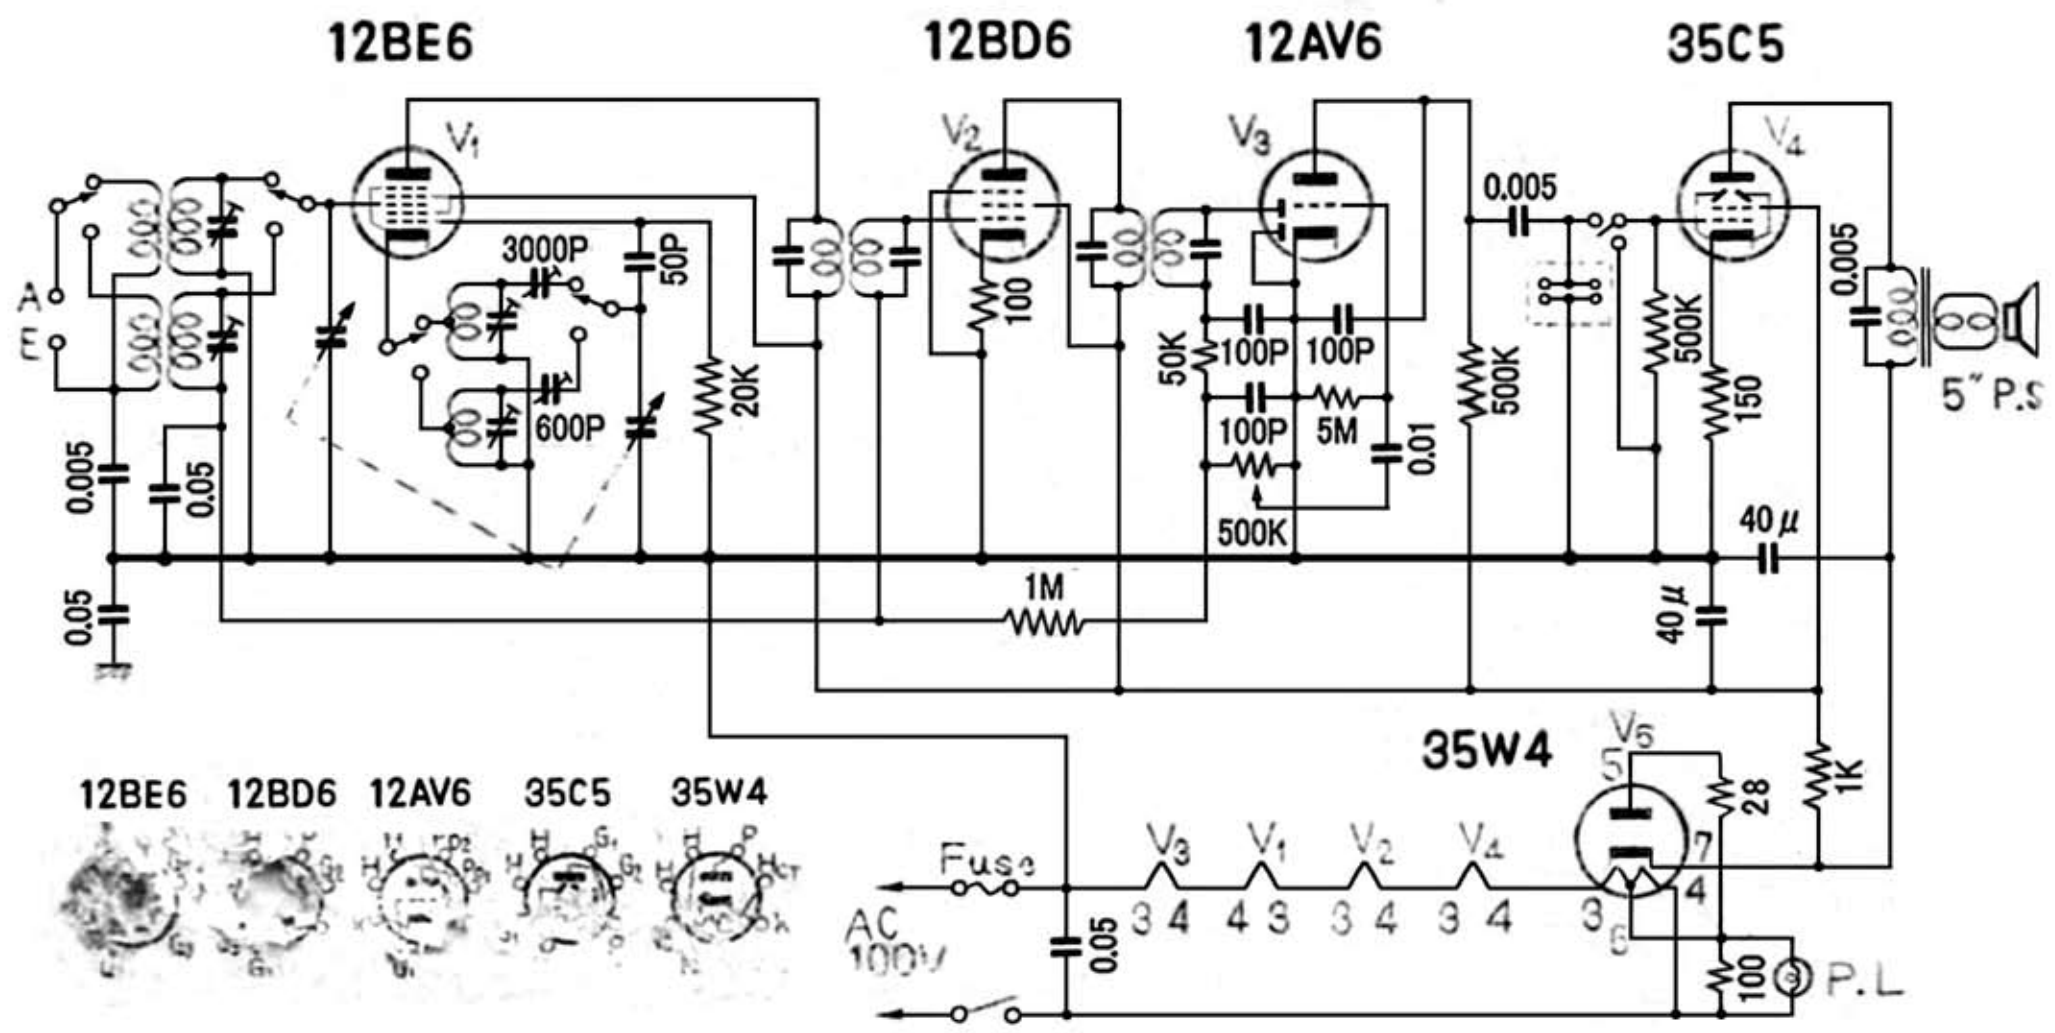 12BE6 12BD6 12AV6 35C5
V1 V2 V3 V4
0.005
3000P
50P
0.005
A
E
100
50K
100P 100P
500K
500K
20K
150
5" P.S
600P
100P 5M
0.01
0.005
0.05
500K
40μ
0.05
1M
40μ
35W4
V5
5
28
1K
12BE6 12BD6 12AV6 35C5 35W4
Fuse
V3 V1 V2 V4
7
4
3 4 4 3 3 4 3 4 3
6
AC
100V
0.05
100
P.L
H G1 H P
H H G2 H